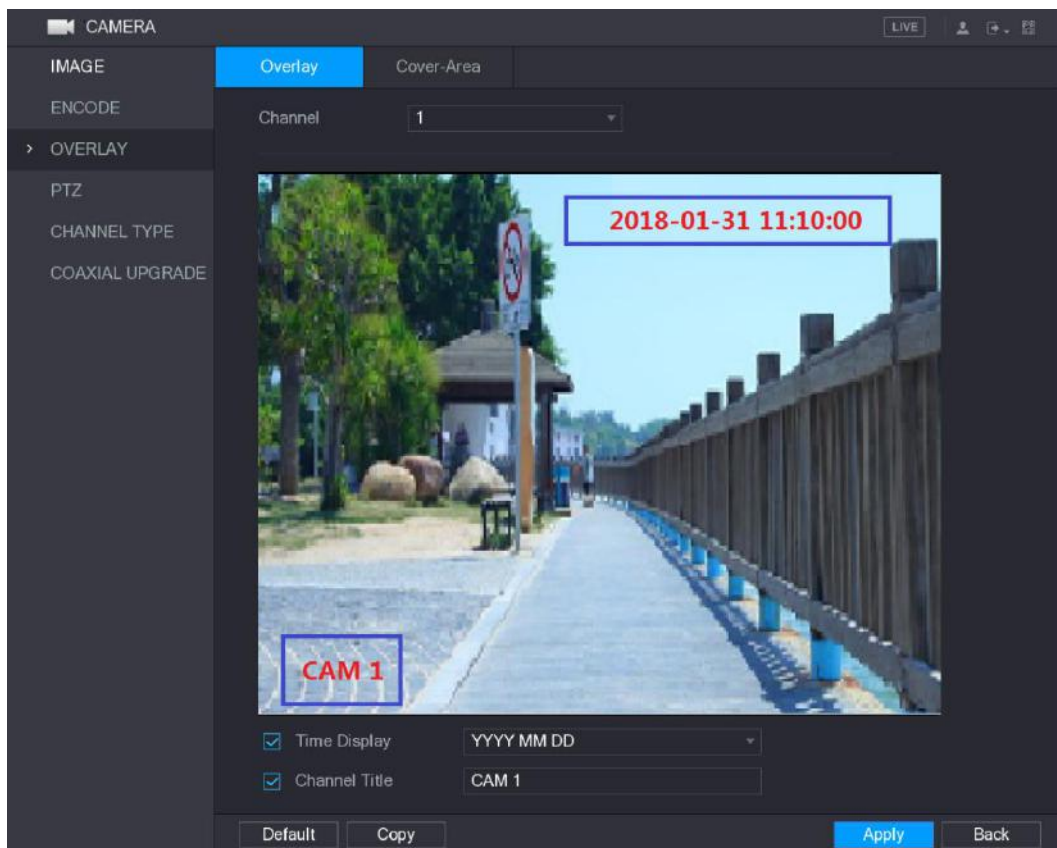 CAMERA
LIVE
IMAGE
ENCODE
OVERLAY
PTZ
CHANNEL TYPE
COAXIAL UPGRADE
Overlay
Cover-Area
Channel
1
2018-01-31 11:10:00
CAM 1
Time Display
YYYY MM DD
Channel Title
CAM 1
Default
Copy
Apply
Back